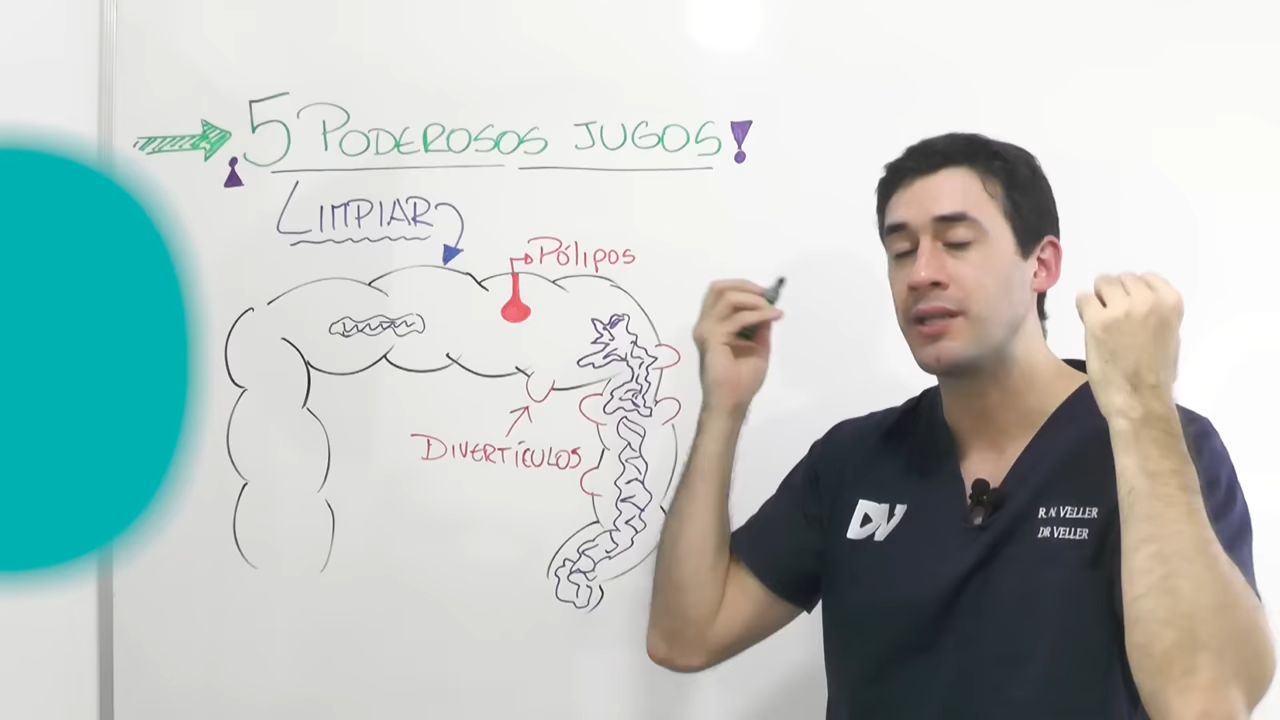 ¡5 PODEROSOS JUGOS!
LIMPIAR
PÓLIPOS
DIVERTÍCULOS
DV
R. N. VELLER
DR VELLER